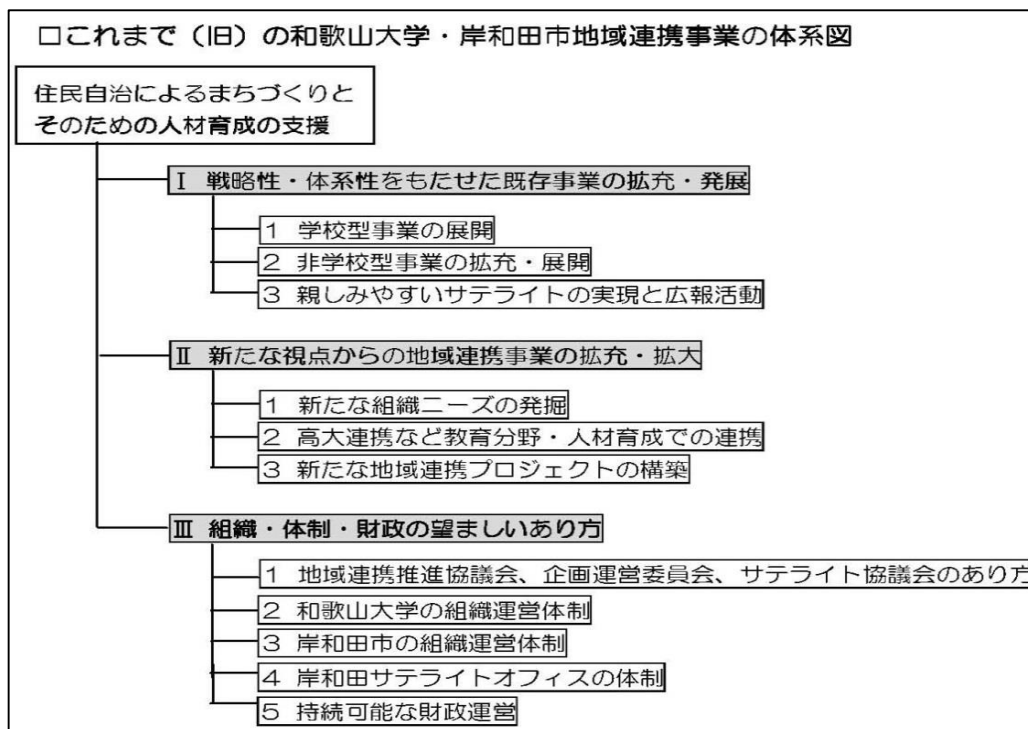 □これまで（旧）の和歌山大学・岸和田市地域連携事業の体系図
住民自治によるまちづくりと
そのための人材育成の支援
Ⅰ 戦略性・体系性をもたせた既存事業の拡充・発展
1 学校型事業の展開
2 非学校型事業の拡充・展開
3 親しみやすいサテライトの実現と広報活動
Ⅱ 新たな視点からの地域連携事業の拡充・拡大
1 新たな組織ニーズの発掘
2 高大連携など教育分野・人材育成での連携
3 新たな地域連携プロジェクトの構築
Ⅲ 組織・体制・財政の望ましいあり方
1 地域連携推進協議会、企画運営委員会、サテライト協議会のあり方
2 和歌山大学の組織運営体制
3 岸和田市の組織運営体制
4 岸和田サテライトオフィスの体制
5 持続可能な財政運営